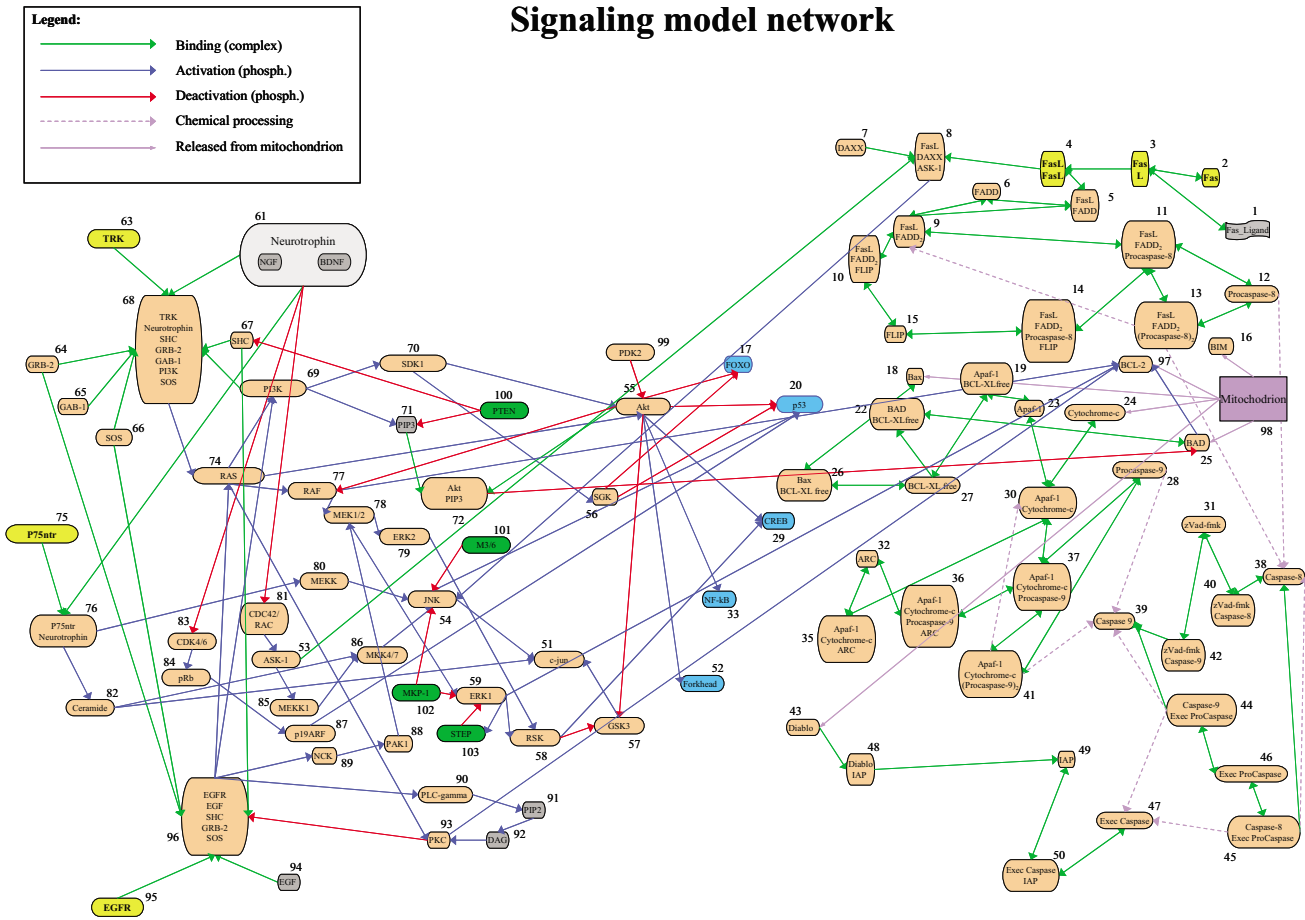 Signaling model network
Legend:
Binding (complex)
Activation (phosph.)
Deactivation (phosph.)
Chemical processing
Released from mitochondrion
7
DAXX
8
FasL
DAXX
ASK-1
4
FasL
FasL
3
Fas
L
2
Fas
6
FADD
5
FasL
FADD
1
Fas_Ligand
9
FasL
FADD2
10
FasL
FADD2
FLIP
11
FasL
FADD2
Procaspase-8
12
Procaspase-8
13
FasL
FADD2
(Procaspase-8)2
14
FasL
FADD2
Procaspase-8
FLIP
15
FLIP
16
BIM
63
TRK
61
Neurotrophin
NGF
BDNF
68
TRK
Neurotrophin
SHC
GRB-2
GAB-1
PI3K
SOS
67
SHC
64
GRB-2
65
GAB-1
66
SOS
69
PI3K
70
SDK1
71
PIP3
100
PTEN
99
PDK2
55
Akt
17
FOXO
20
p53
18
Bax
19
Apaf-1
BCL-XLfree
97
BCL-2
22
BAD
BCL-XLfree
23
Apaf-1
24
Cytochrome-c
Mitochodrion
98
25
BAD
26
Bax
BCL-XL free
27
BCL-XL free
28
Procaspase-9
74
RAS
77
RAF
72
Akt
PIP3
78
MEK1/2
79
ERK2
101
M3/6
56
SGK
29
CREB
30
Apaf-1
Cytochrome-c
31
zVad-fmk
32
ARC
75
P75ntr
76
P75ntr
Neurotrophin
80
MEKK
81
CDC42/
RAC
83
CDK4/6
84
pRb
82
Ceramide
53
ASK-1
85
MEKK1
86
MKK4/7
87
p19ARF
88
PAK1
89
NCK
54
JNK
51
c-jun
33
NF-kB
52
Forkhead
102
MKP-1
59
ERK1
103
STEP
58
RSK
57
GSK3
35
Apaf-1
Cytochrome-c
ARC
36
Apaf-1
Cytochrome-c
Procaspase-9
ARC
37
Apaf-1
Cytochrome-c
Procaspase-9
38
Caspase-8
39
Caspase 9
40
zVad-fmk
Caspase-8
41
Apaf-1
Cytochrome-c
(Procaspase-9)2
42
zVad-fmk
Caspase-9
43
Diablo
44
Caspase-9
Exec ProCaspase
46
Exec ProCaspase
48
Diablo
IAP
49
IAP
47
Exec Caspase
45
Caspase-8
Exec ProCaspase
50
Exec Caspase
IAP
96
EGFR
EGF
SHC
GRB-2
SOS
90
PLC-gamma
91
PIP2
92
DAG
93
PKC
94
EGF
95
EGFR